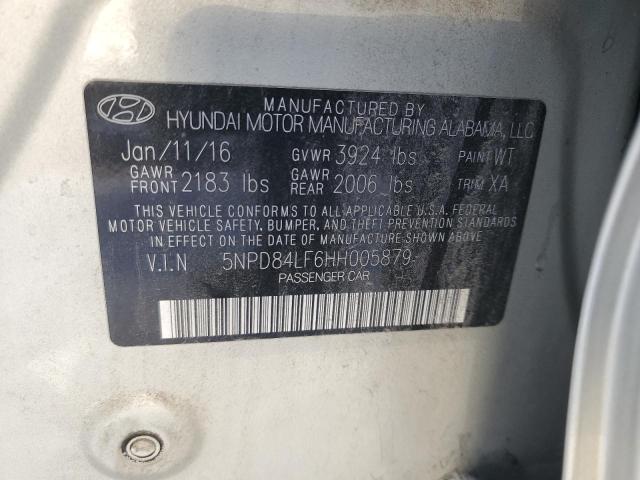 MANUFACTURED BY
HYUNDAI MOTOR MANUFACTURING ALABAMA, LLC
Jan/11/16 GVWR 3924 lbs PAINT WT
GAWR FRONT 2183 lbs GAWR REAR 2006 lbs TRIM XA
THIS VEHICLE CONFORMS TO ALL APPLICABLE U.S.A. FEDERAL
MOTOR VEHICLE SAFETY, BUMPER, AND THEFT PREVENTION STANDARDS
IN EFFECT ON THE DATE OF MANUFACTURE SHOWN ABOVE.
V.I.N 5NPD84LF6HH005879
PASSENGER CAR